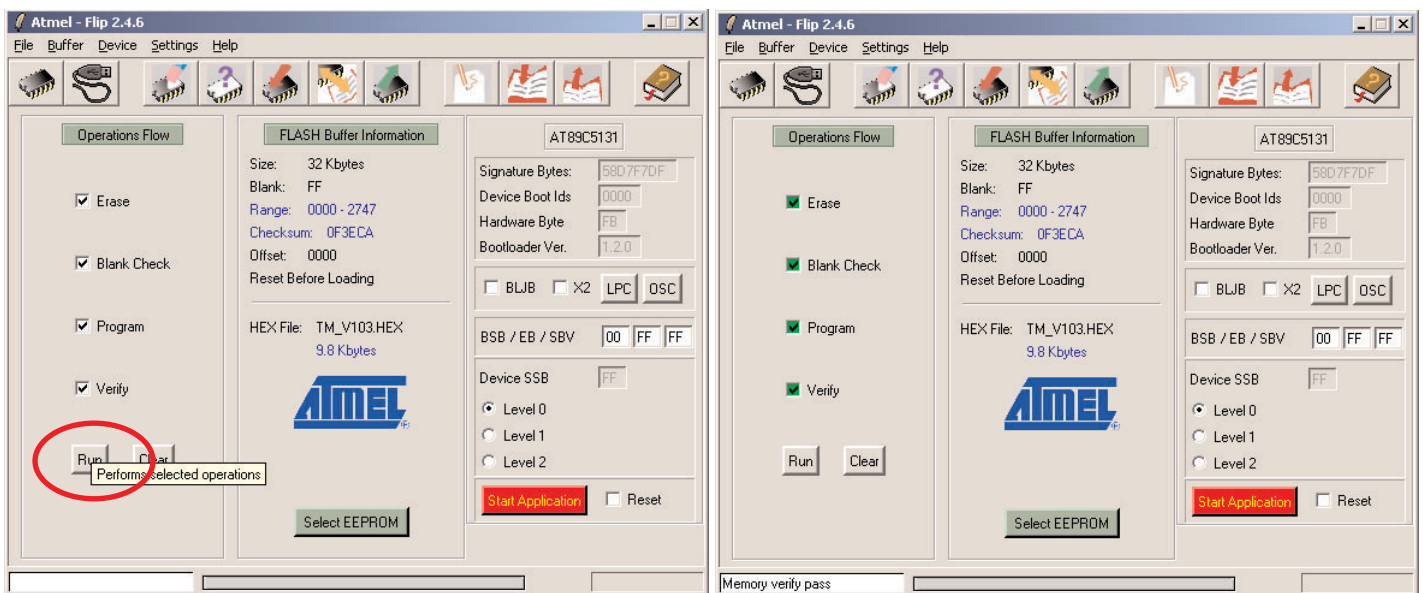 Atmel - Flip 2.4.6
File Buffer Device Settings Help
Operations Flow
Erase
Blank Check
Program
Verify
Run
Clear
Performs selected operations
FLASH Buffer Information
Size: 32 Kbytes
Blank: FF
Range: 0000 - 2747
Checksum: 0F3ECA
Offset: 0000
Reset Before Loading
HEX File: TM_V103.HEX
9.8 Kbytes
ATMEL®
Select EEPROM
AT89C5131
Signature Bytes: 58D7F7DF
Device Boot Ids 0000
Hardware Byte FB
Bootloader Ver. 1.2.0
BLJB X2 LPC OSC
BSB / EB / SBV 00 FF FF
Device SSB FF
Level 0
Level 1
Level 2
Start Application Reset
Atmel - Flip 2.4.6
File Buffer Device Settings Help
Operations Flow
Erase
Blank Check
Program
Verify
Run Clear
FLASH Buffer Information
Size: 32 Kbytes
Blank: FF
Range: 0000 - 2747
Checksum: 0F3ECA
Offset: 0000
Reset Before Loading
HEX File: TM_V103.HEX
9.8 Kbytes
ATMEL®
Select EEPROM
AT89C5131
Signature Bytes: 58D7F7DF
Device Boot Ids 0000
Hardware Byte FB
Bootloader Ver. 1.2.0
BLJB X2 LPC OSC
BSB / EB / SBV 00 FF FF
Device SSB FF
Level 0
Level 1
Level 2
Start Application Reset
Memory verify pass